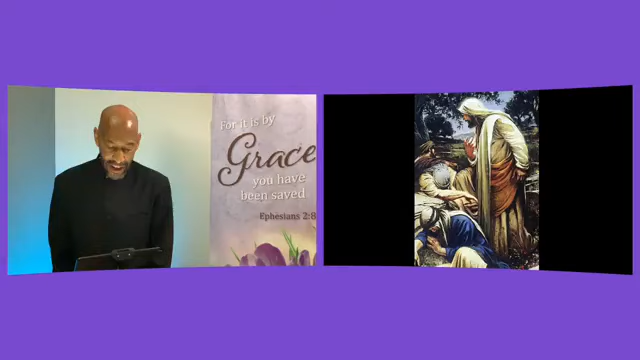 For it is by
Grace
you have
been saved
Ephesians 2:8